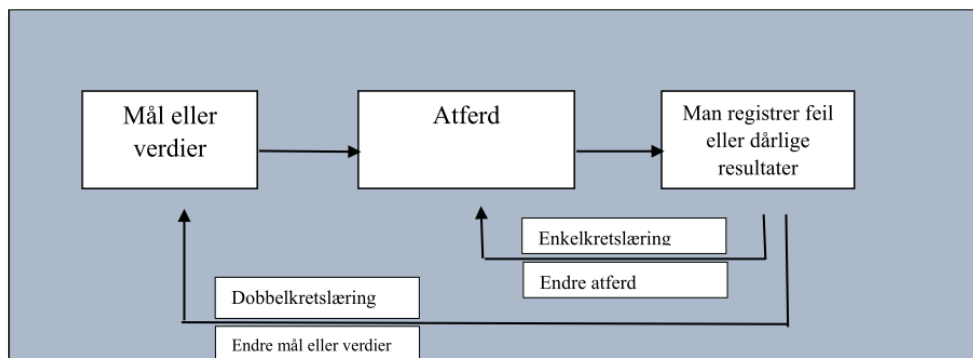 Mål eller
verdier
Atferd
Man registrer feil
eller dårlige
resultater
Enkelkretslæring
Endre atferd
Dobbelkretslæring
Endre mål eller verdier